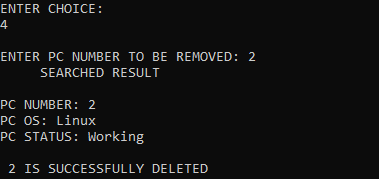 ENTER CHOICE:
4
ENTER PC NUMBER TO BE REMOVED: 2
SEARCHED RESULT
PC NUMBER: 2
PC OS: Linux
PC STATUS: Working
2 IS SUCCESSFULLY DELETED